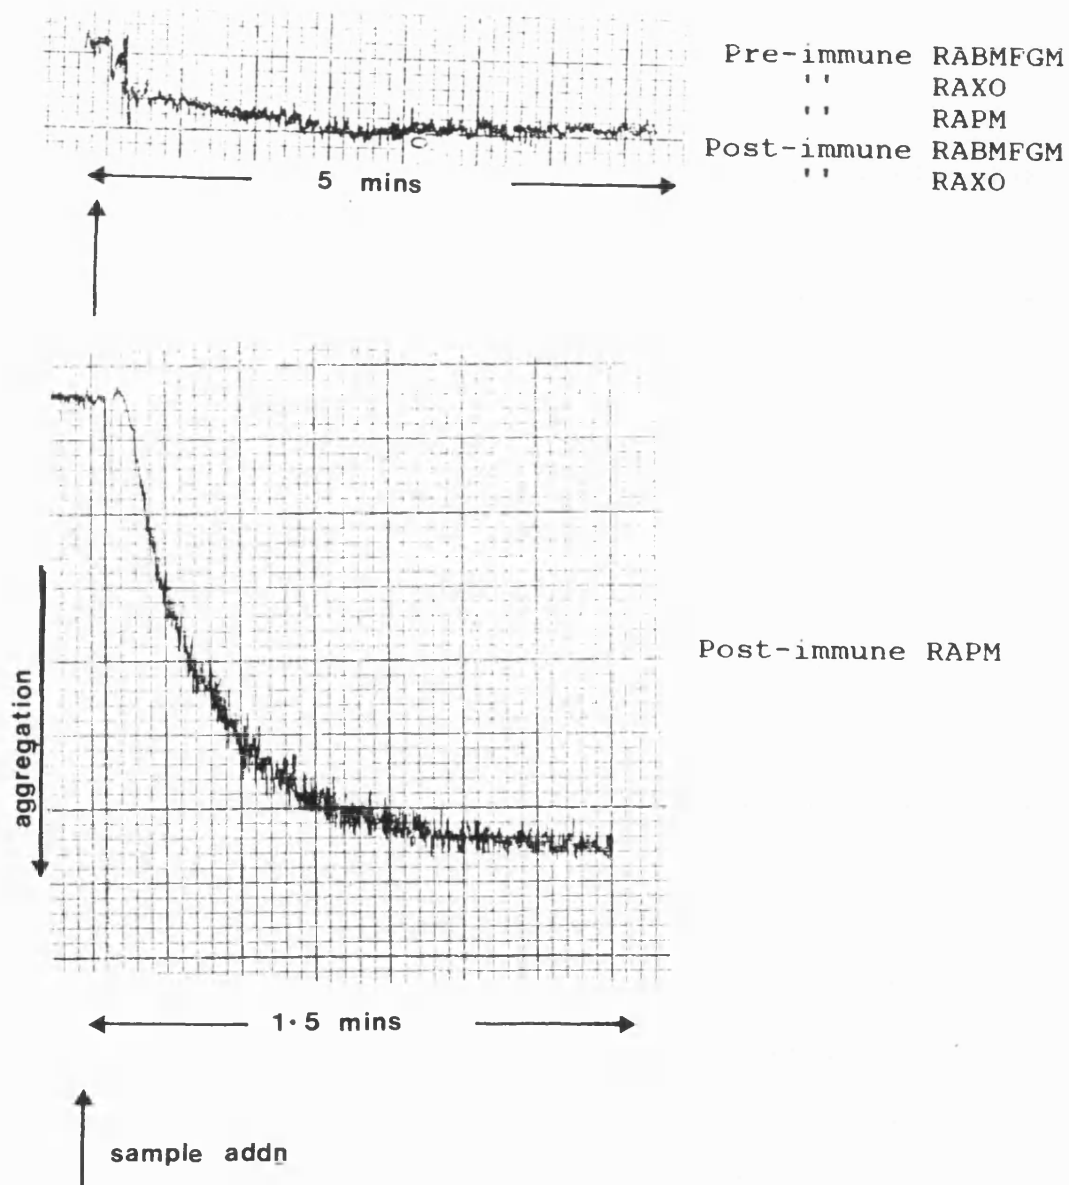 Pre-immune RABMFGM
'' RAXO
'' RAPM
Post-immune RABMFGM
'' RAXO
5 mins
aggregation
Post-immune RAPM
1·5 mins
sample addn